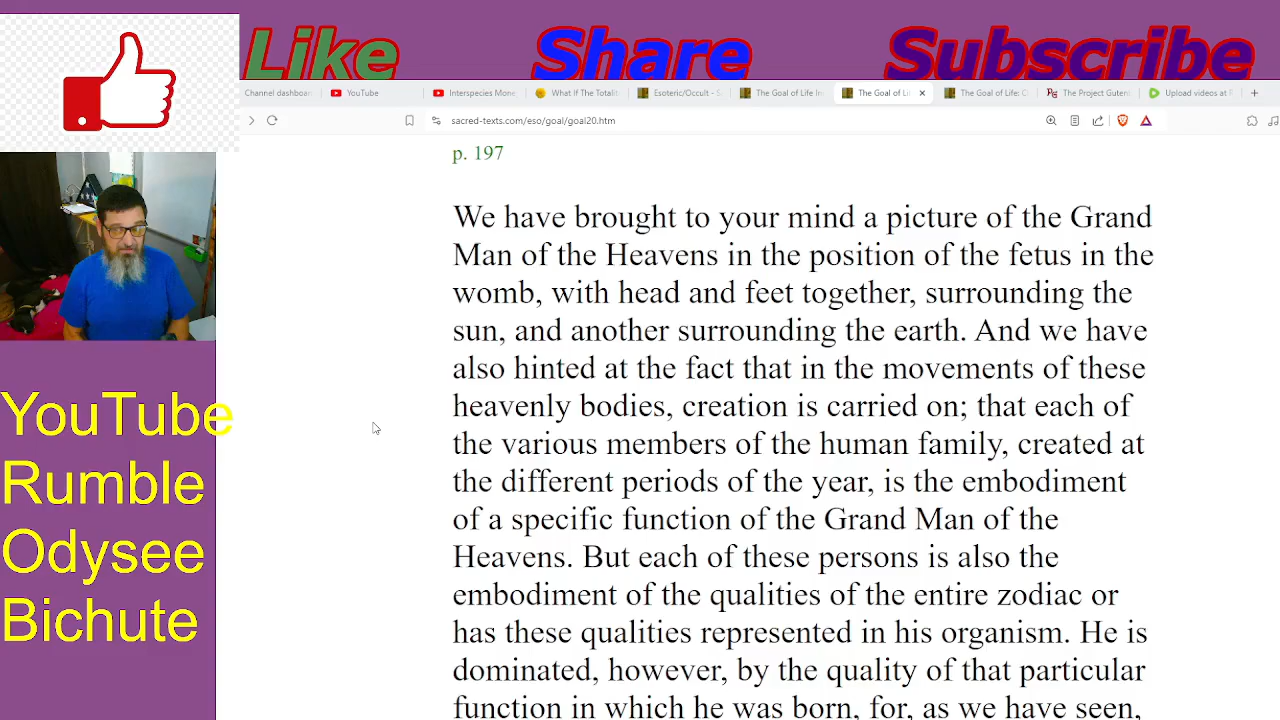 Like Share Subscribe
Channel dashboar YouTube Interspecies Mone What If The Totalit Esoteric/Occult - S The Goal of Life In The Goal of Li The Goal of Life: C The Project Guten Upload videos at R
sacred-texts.com/eso/goal/goal20.htm
p. 197
We have brought to your mind a picture of the Grand
Man of the Heavens in the position of the fetus in the
womb, with head and feet together, surrounding the
sun, and another surrounding the earth. And we have
also hinted at the fact that in the movements of these
heavenly bodies, creation is carried on; that each of
the various members of the human family, created at
the different periods of the year, is the embodiment
of a specific function of the Grand Man of the
Heavens. But each of these persons is also the
embodiment of the qualities of the entire zodiac or
has these qualities represented in his organism. He is
dominated, however, by the quality of that particular
function in which he was born, for, as we have seen,
YouTube
Rumble
Odysee
Bichute